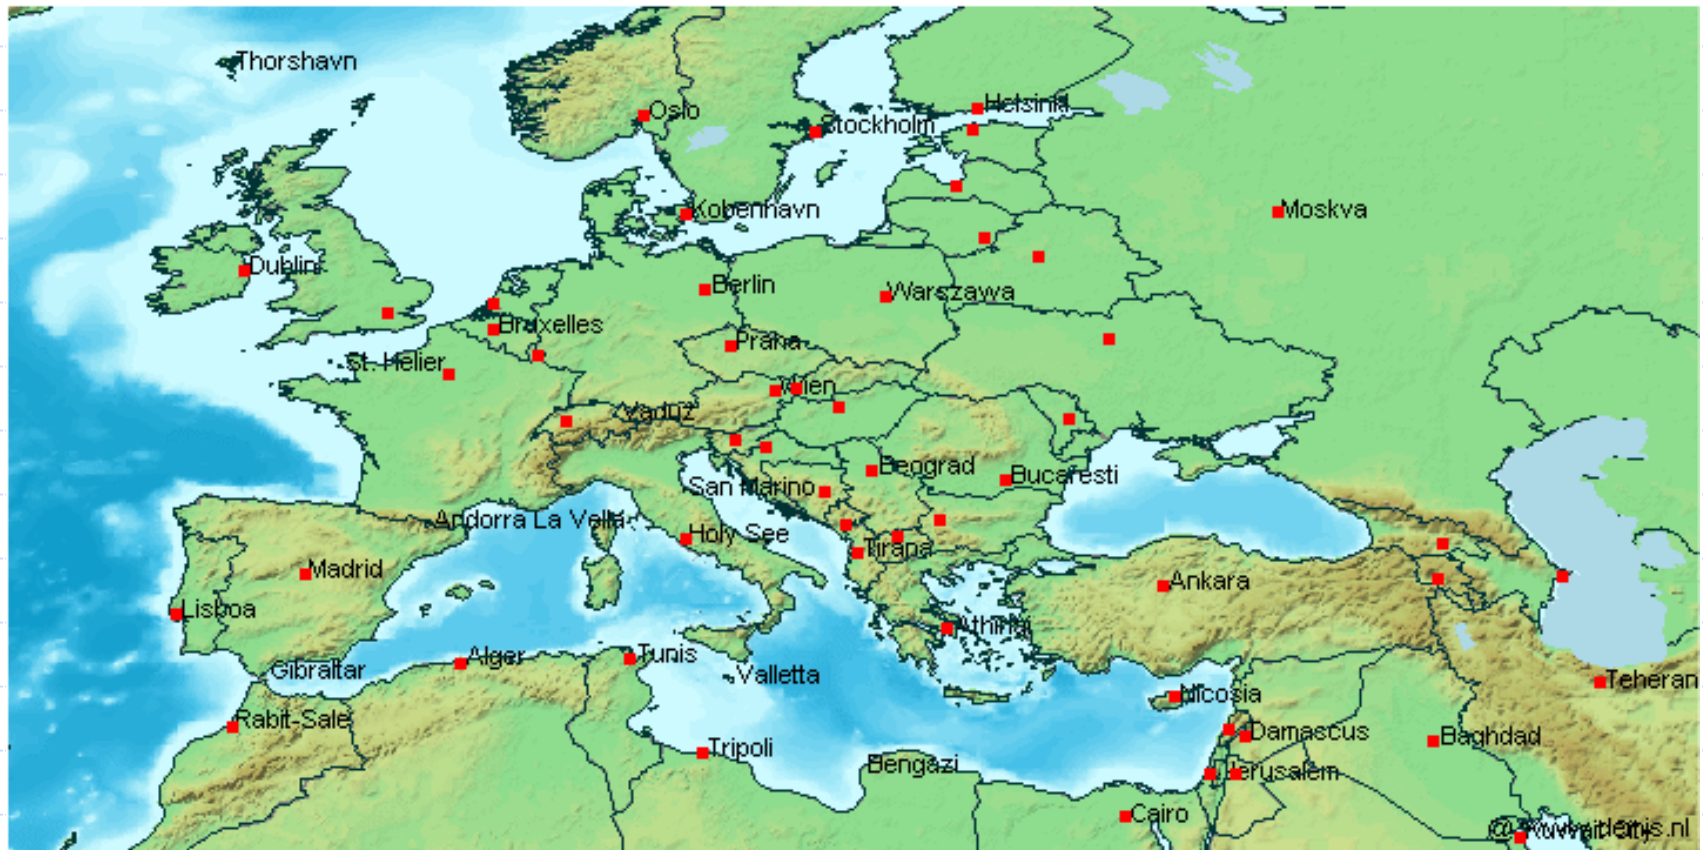 Thorshavn
Helsinki
Oslo
Stockholm
Kobenhavn
Moskva
Dublin
Berlin
Warszawa
Bruxelles
Praha
St. Helier
Wien
Vaduz
Beograd
Bucaresti
San Marino
Andorra La Vella
Holy See
Tirana
Madrid
Ankara
Lisboa
Athinai
Alger
Tunis
Gibraltar
Valletta
Teheran
Nicosia
Rabit-Sale
Damascus
Baghdad
Tripoli
Bengazi
Jerusalem
Cairo